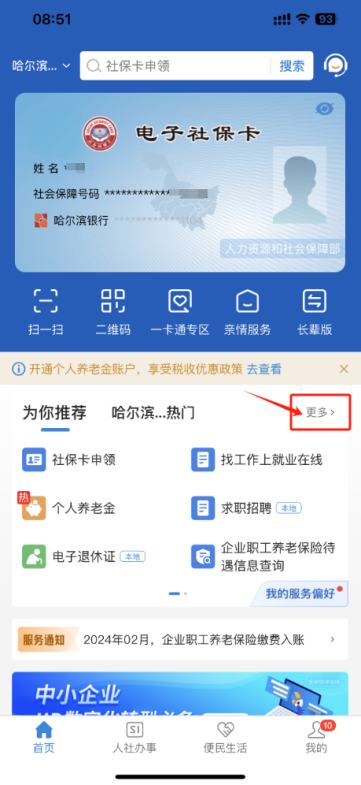 08:51
93
哈尔滨...
社保卡申领
搜索
电子社保卡
姓名
社会保障号码 ************
哈尔滨银行
人力资源和社会保障部
扫一扫
二维码
一卡通专区
亲情服务
长辈版
开通个人养老金账户，享受税收优惠政策 去查看
为你推荐
哈尔滨...热门
更多
社保卡申领
找工作上就业在线
热
个人养老金
求职招聘
本地
电子退休证
本地
企业职工养老保险待
遇信息查询
我的服务偏好
服务通知
2024年02月，企业职工养老保险缴费入账
中小企业
首页
SI
人社办事
便民生活
10
我的